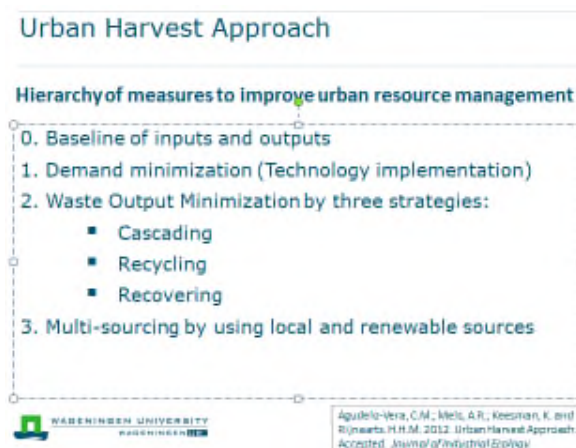 Urban Harvest Approach
Hierarchy of measures to improve urban resource management
0. Baseline of inputs and outputs
1. Demand minimization (Technology implementation)
2. Waste Output Minimization by three strategies:
▪ Cascading
▪ Recycling
▪ Recovering
3. Multi-sourcing by using local and renewable sources
WAGENINGEN UNIVERSITY
WAGENINGEN UR
Agudelo-Vera, C.M.; Mels, A.R.; Keesman, K. and
Rijnaarts. H.H.M. 2012. Urban Harvest Approach
Accepted. Journal of Industrial Ecology